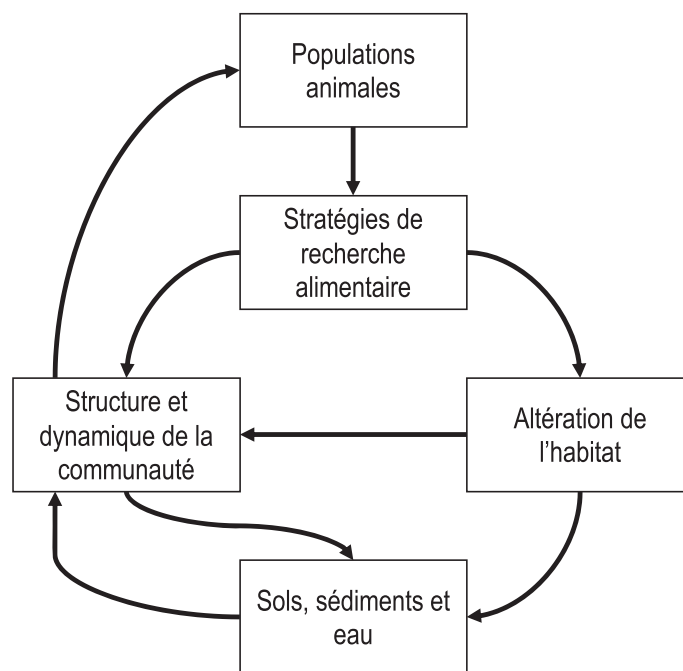 Populations
animales
Stratégies de
recherche
alimentaire
Structure et
dynamique de la
communauté
Altération de
l'habitat
Sols, sédiments et
eau